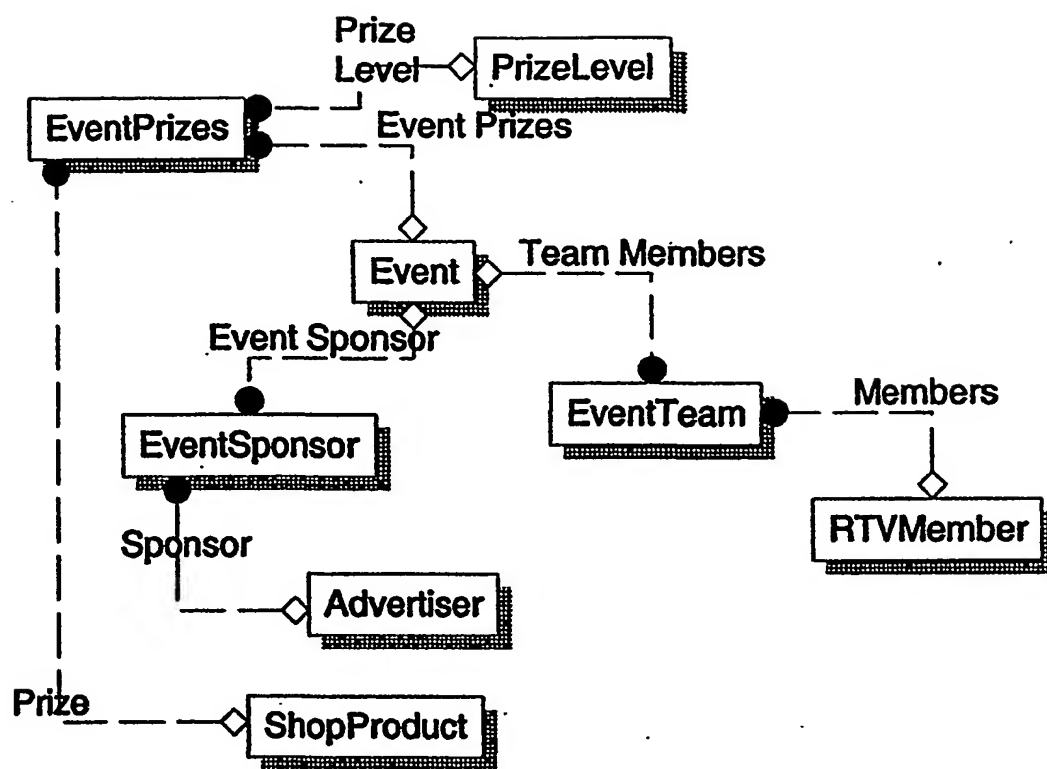 Prize
Level
PrizeLevel
EventPrizes
Event Prizes
Event
Team Members
Event Sponsor
EventTeam
Members
EventSponsor
RTVMember
Sponsor
Advertiser
Prize
ShopProduct